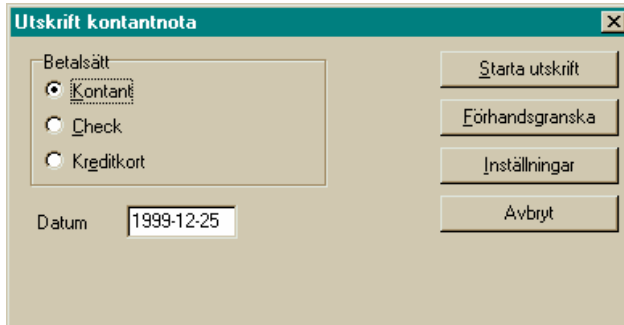 Utskrift kontantnota
Betalsätt
Kontant
Check
Kreditkort
Datum 1999-12-25
Starta utskrift
Förhandsgranska
Inställningar
Avbryt